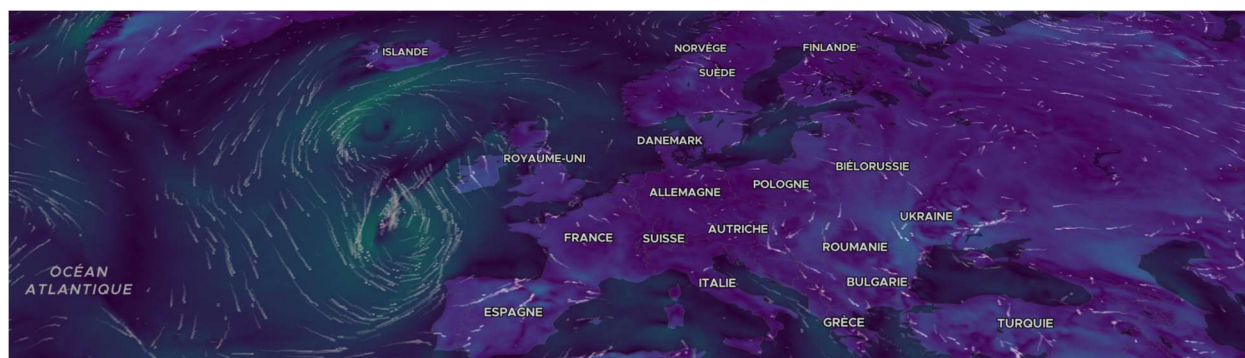 ISLANDE
NORVÈGE
FINLANDE
SUÈDE
DANEMARK
ROYAUME-UNI
BIÉLORUSSIE
POLOGNE
ALLEMAGNE
UKRAINE
AUTRICHE
FRANCE
SUISSE
ROUMANIE
OCÉAN
ATLANTIQUE
ITALIE
BULGARIE
ESPAGNE
GRÈCE
TURQUIE